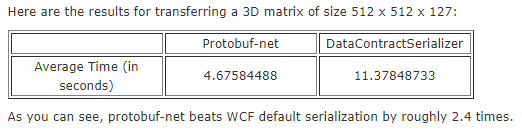 Here are the results for transferring a 3D matrix of size 512 x 512 x 127:
Protobuf-net DataContractSerializer
Average Time (in
seconds) 4.67584488 11.37848733
As you can see, protobuf-net beats WCF default serialization by roughly 2.4 times.